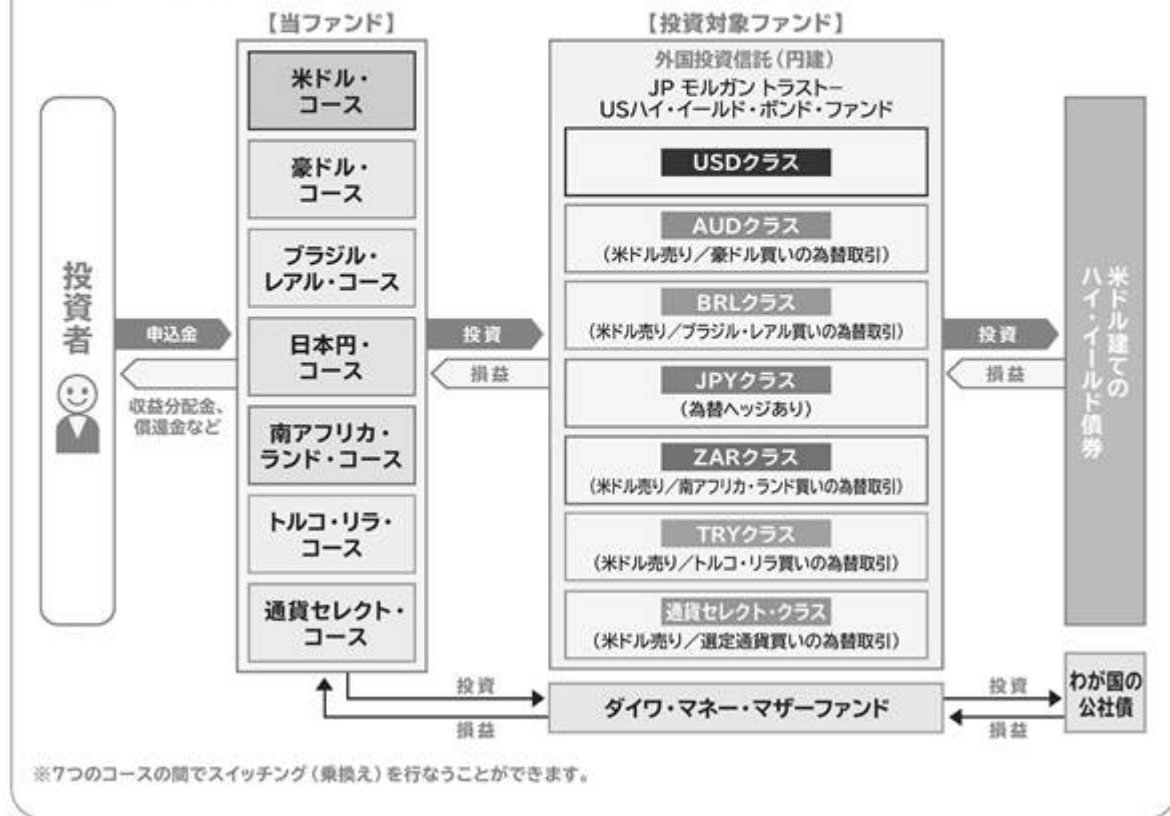 【当ファンド】
【投資対象ファンド】
投資者
申込金
収益分配金、
償還金など
米ドル・
コース
豪ドル・
コース
ブラジル・
レアル・コース
日本円・
コース
南アフリカ・
ランド・コース
トルコ・リラ・
コース
通貨セレクト・
コース
投資
損益
外国投資信託(円建)
JP モルガン トラストー
USハイ・イールド・ボンド・ファンド
USDクラス
AUDクラス
(米ドル売り/豪ドル買いの為替取引)
BRLクラス
(米ドル売り/ブラジル・レアル買いの為替取引)
JPYクラス
(為替ヘッジあり)
ZARクラス
(米ドル売り/南アフリカ・ランド買いの為替取引)
TRYクラス
(米ドル売り/トルコ・リラ買いの為替取引)
通貨セレクト・クラス
(米ドル売り/選定通貨買いの為替取引)
投資
損益
米ドル建ての
ハイ・イールド債券
投資
損益
ダイワ・マネー・マザーファンド
投資
損益
わが国の
公社債
※7つのコースの間でスイッチング(乗換え)を行なうことができます。